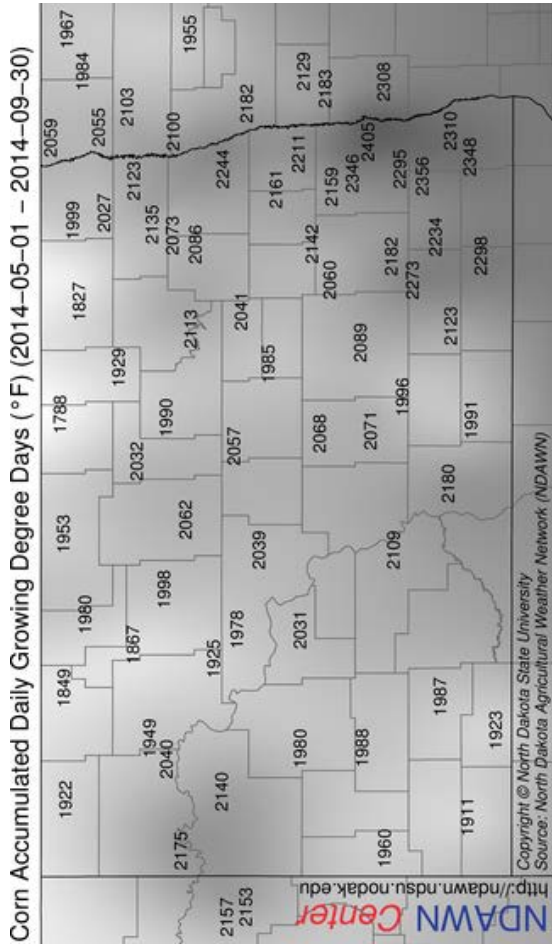 Corn Accumulated Daily Growing Degree Days (°F) (2014-05-01 - 2014-09-30)
1922 1849 1953 1788 1827 1999 2059 1967
1980 2027 2055 1984
1867 2032 1929 2123 2103
1949 2135
2040 1998 1990 2073 2100 1955
2175 2062 2113 2086
2157 2140 1925 2244
2153 1978 2057 2041 2182
2039 1985 2161
1980 2031 2211 2129
2068 2142 2183
2060 2159
1988 2089 2346
2071 2405
1960 2109 2182 2308
1996 2295
2273 2356
1987 2180 2123 2234 2310
1911 1991 2298 2348
1923
NDAWN Center
http://ndawn.ndsu.nodak.edu
Copyright © North Dakota State University
Source: North Dakota Agricultural Weather Network (NDAWN)